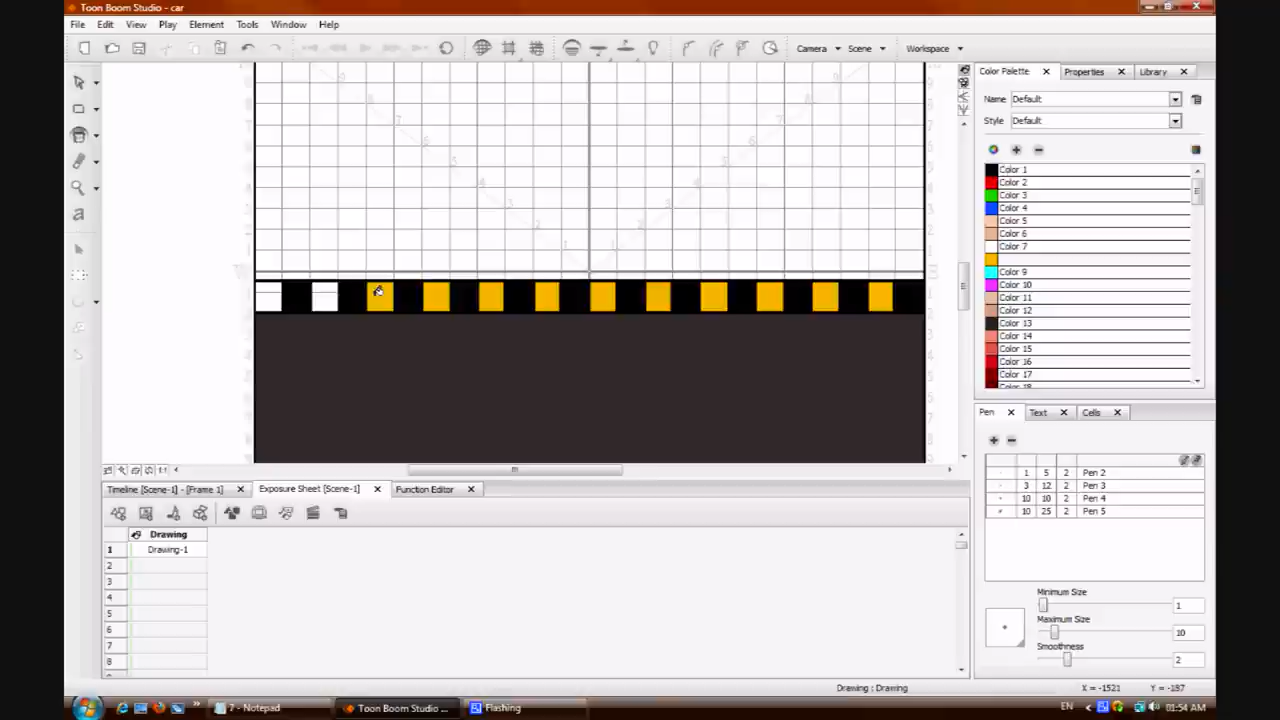 Toon Boom Studio - car
File Edit View Play Element Tools Window Help
Camera Scene Workspace
Color Palette Properties Library
Name Default
Style Default
Color 1
Color 2
Color 3
Color 4
Color 5
Color 6
Color 7
Color 9
Color 10
Color 11
Color 12
Color 13
Color 14
Color 15
Color 16
Color 17
Color 18
Pen Text Cells
1 5 2 Pen 2
3 12 2 Pen 3
10 10 2 Pen 4
10 25 2 Pen 5
Minimum Size
1
Maximum Size
10
Smoothness
2
Timeline [Scene-1] - [Frame 1] Exposure Sheet [Scene-1] Function Editor
Drawing
1 Drawing-1
2
3
4
5
6
7
8
Drawing : Drawing X = -1521 Y = -187
7 - Notepad Toon Boom Studio ... Flashing EN 01:54 AM